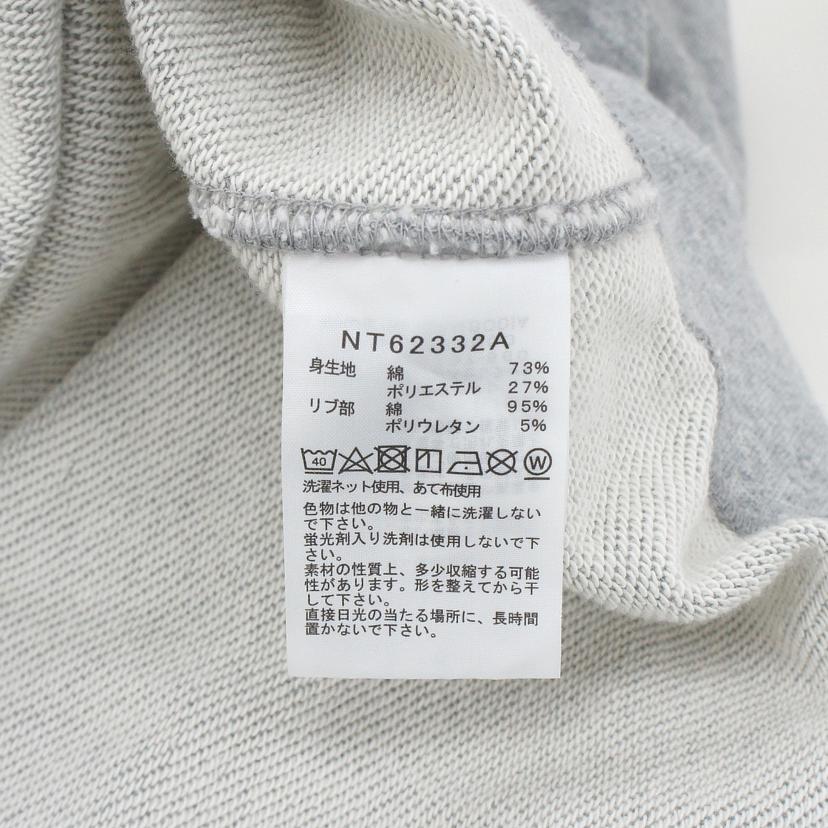 NT62332A
身生地 綿 73%
ポリエステル 27%
リブ部 綿 95%
ポリウレタン 5%
40 W
洗濯ネット使用、あて布使用
色物は他の物と一緒に洗濯しない
で下さい。
蛍光剤入り洗剤は使用しないで下
さい。
素材の性質上、多少収縮する可能
性があります。形を整えてから干
して下さい。
直接日光の当たる場所に、長時間
置かないで下さい。